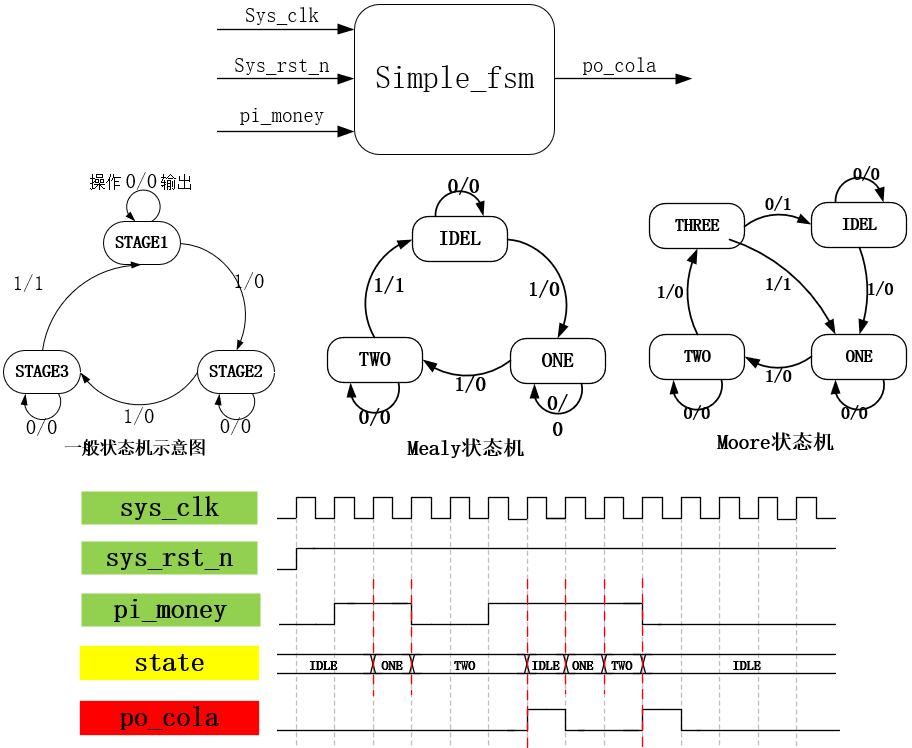 Sys_clk
Sys_rst_n
pi_money
Simple_fsm
po_cola
操作 0/0 输出
STAGE1
1/1
1/0
STAGE3
STAGE2
1/0
0/0
0/0
一般状态机示意图
0/0
IDEL
1/1
1/0
TWO
ONE
1/0
0/0
0/
0
Mealy状态机
0/0
0/1
THREE
IDEL
1/0
1/1
1/0
TWO
ONE
1/0
0/0
0/0
Moore状态机
sys_clk
sys_rst_n
pi_money
state
IDLE ONE TWO IDLE ONE TWO IDLE
po_cola